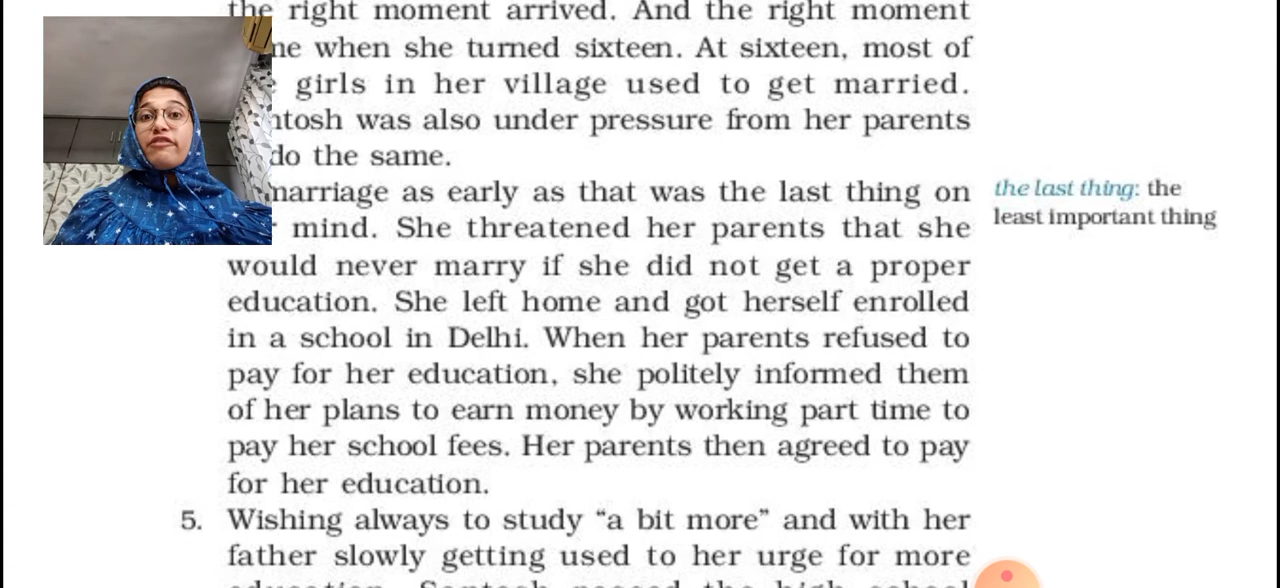 the right moment arrived. And the right moment
when she turned sixteen. At sixteen, most of
girls in her village used to get married.
was also under pressure from her parents
do the same.
marriage as early as that was the last thing on
mind. She threatened her parents that she
would never marry if she did not get a proper
education. She left home and got herself enrolled
in a school in Delhi. When her parents refused to
pay for her education, she politely informed them
of her plans to earn money by working part time to
pay her school fees. Her parents then agreed to pay
for her education.
the last thing: the
least important thing
5. Wishing always to study “a bit more” and with her
father slowly getting used to her urge for more